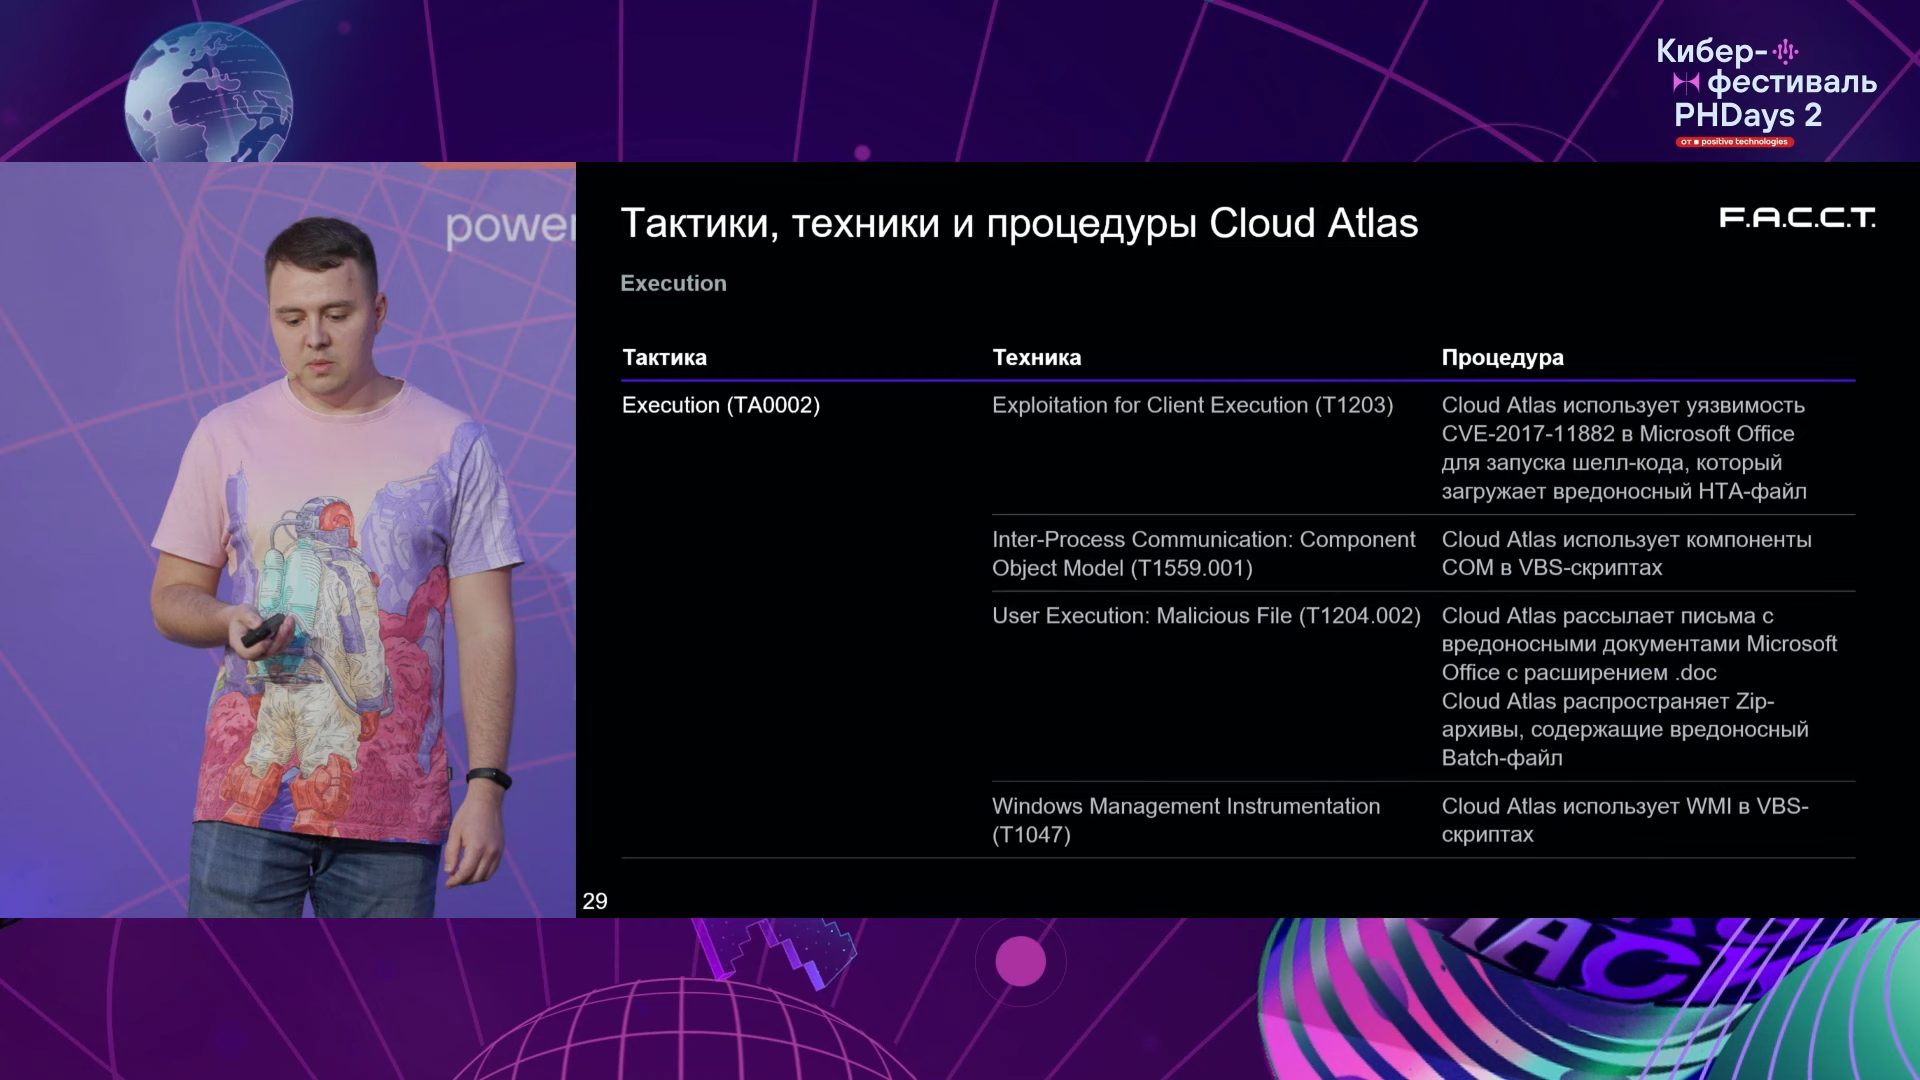 Кибер-
фестиваль
PHDays 2
от positive technologies
power
Тактики, техники и процедуры Cloud Atlas
F.A.C.C.T.
Execution
Тактика
Техника
Процедура
Execution (TA0002)
Exploitation for Client Execution (T1203)
Cloud Atlas использует уязвимость
CVE-2017-11882 в Microsoft Office
для запуска шелл-кода, который
загружает вредоносный HTA-файл
Inter-Process Communication: Component
Object Model (T1559.001)
Cloud Atlas использует компоненты
COM в VBS-скриптах
User Execution: Malicious File (T1204.002)
Cloud Atlas рассылает письма с
вредоносными документами Microsoft
Office с расширением .doc
Cloud Atlas распространяет Zip-
архивы, содержащие вредоносный
Batch-файл
Windows Management Instrumentation
(T1047)
Cloud Atlas использует WMI в VBS-
скриптах
29